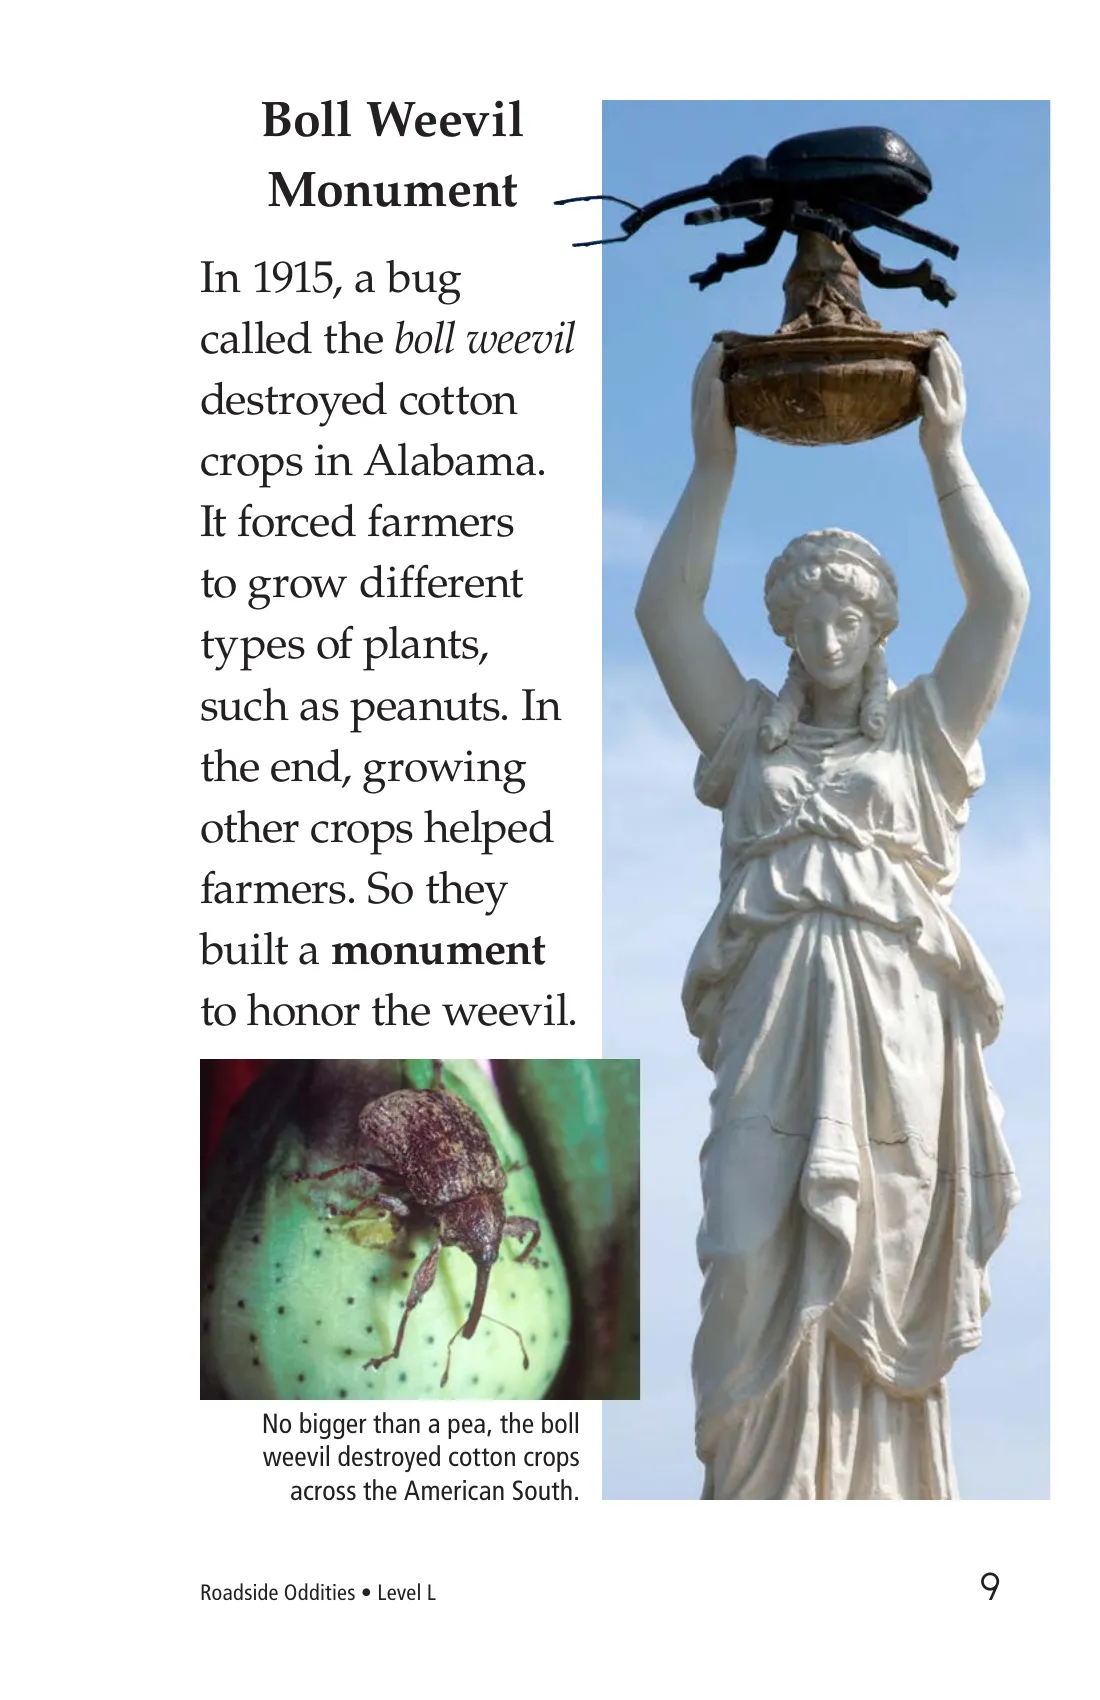 Boll Weevil
Monument
In 1915, a bug
called the boll weevil
destroyed cotton
crops in Alabama.
It forced farmers
to grow different
types of plants,
such as peanuts. In
the end, growing
other crops helped
farmers. So they
built a monument
to honor the weevil.
No bigger than a pea, the boll
weevil destroyed cotton crops
across the American South.
Roadside Oddities • Level L
9